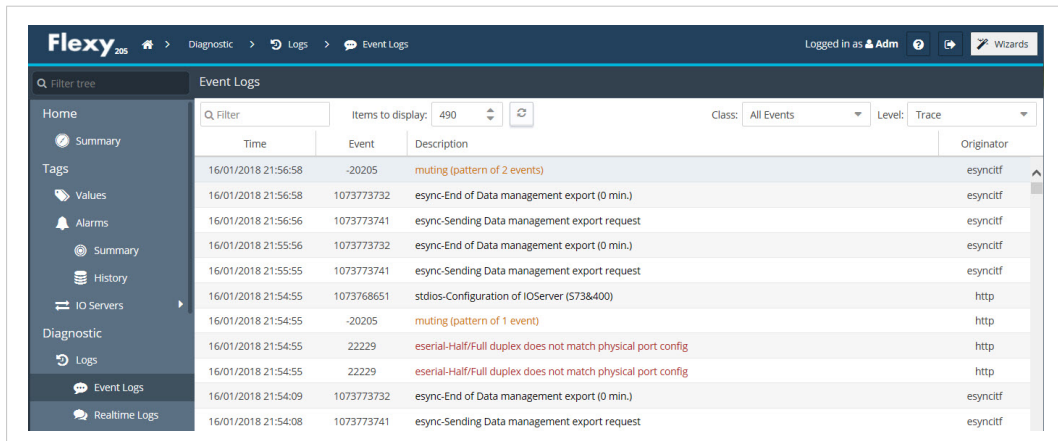 Flexy 205 > Diagnostic > Logs > Event Logs Logged in as Adm ? Wizards
Filter tree
Event Logs
Home
Summary
Tags
Values
Alarms
Summary
History
IO Servers
Diagnostic
Logs
Event Logs
Realtime Logs
Filter Items to display: 490 Class: All Events Level: Trace
Time Event Description Originator
16/01/2018 21:56:58 -20205 muting (pattern of 2 events) esyncitf
16/01/2018 21:56:58 1073773732 esync-End of Data management export (0 min.) esyncitf
16/01/2018 21:56:56 1073773741 esync-Sending Data management export request esyncitf
16/01/2018 21:55:56 1073773732 esync-End of Data management export (0 min.) esyncitf
16/01/2018 21:55:55 1073773741 esync-Sending Data management export request esyncitf
16/01/2018 21:54:55 1073768651 stdios-Configuration of IOServer (S73&400) http
16/01/2018 21:54:55 -20205 muting (pattern of 1 event) http
16/01/2018 21:54:55 22229 eserial-Half/Full duplex does not match physical port config http
16/01/2018 21:54:55 22229 eserial-Half/Full duplex does not match physical port config http
16/01/2018 21:54:09 1073773732 esync-End of Data management export (0 min.) esyncitf
16/01/2018 21:54:08 1073773741 esync-Sending Data management export request esyncitf